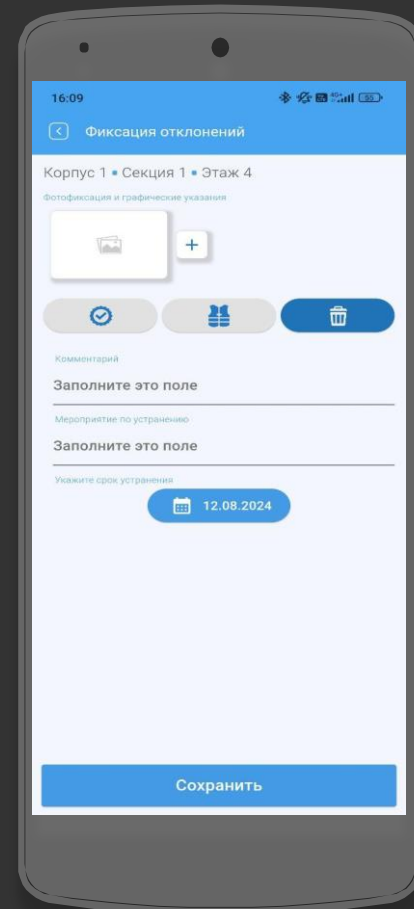 16:09
Фиксация отклонений
Корпус 1 • Секция 1 • Этаж 4
Фотофиксация и графические указания
+
Комментарий
Заполните это поле
Мероприятие по устранению
Заполните это поле
Укажите срок устранения
12.08.2024
Сохранить